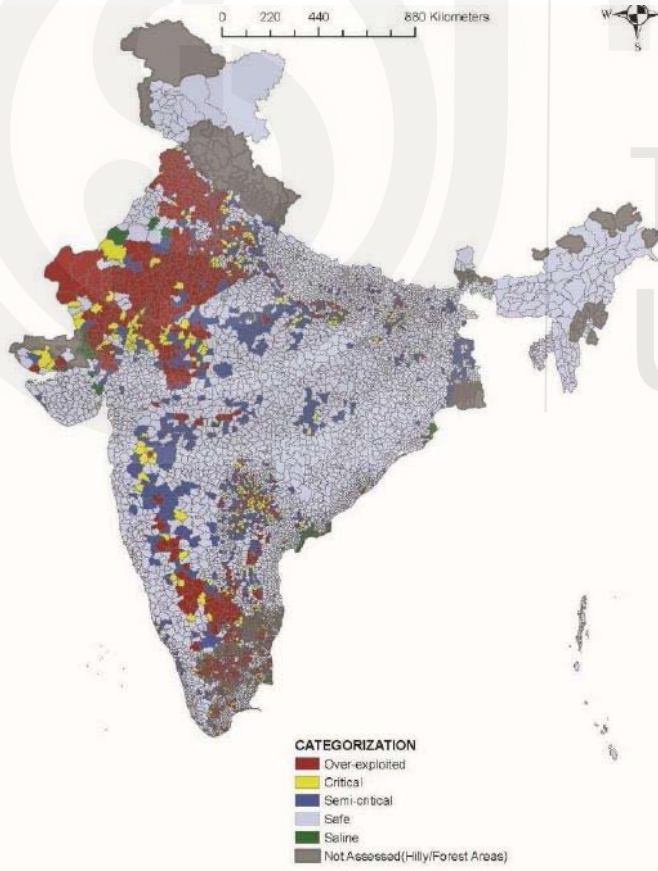 0 220 440 880 Kilometers
W
S
CATEGORIZATION
Over-exploited
Critical
Semi-critical
Safe
Saline
Not Assessed(Hilly/Forest Areas)